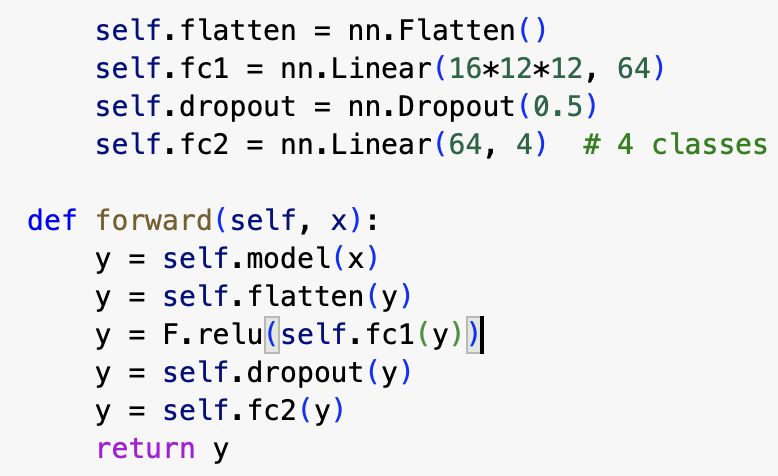 self.flatten = nn.Flatten()
self.fc1 = nn.Linear(16*12*12, 64)
self.dropout = nn.Dropout(0.5)
self.fc2 = nn.Linear(64, 4)  # 4 classes
def forward(self, x):
y = self.model(x)
y = self.flatten(y)
y = F.relu(self.fc1(y))
y = self.dropout(y)
y = self.fc2(y)
return y